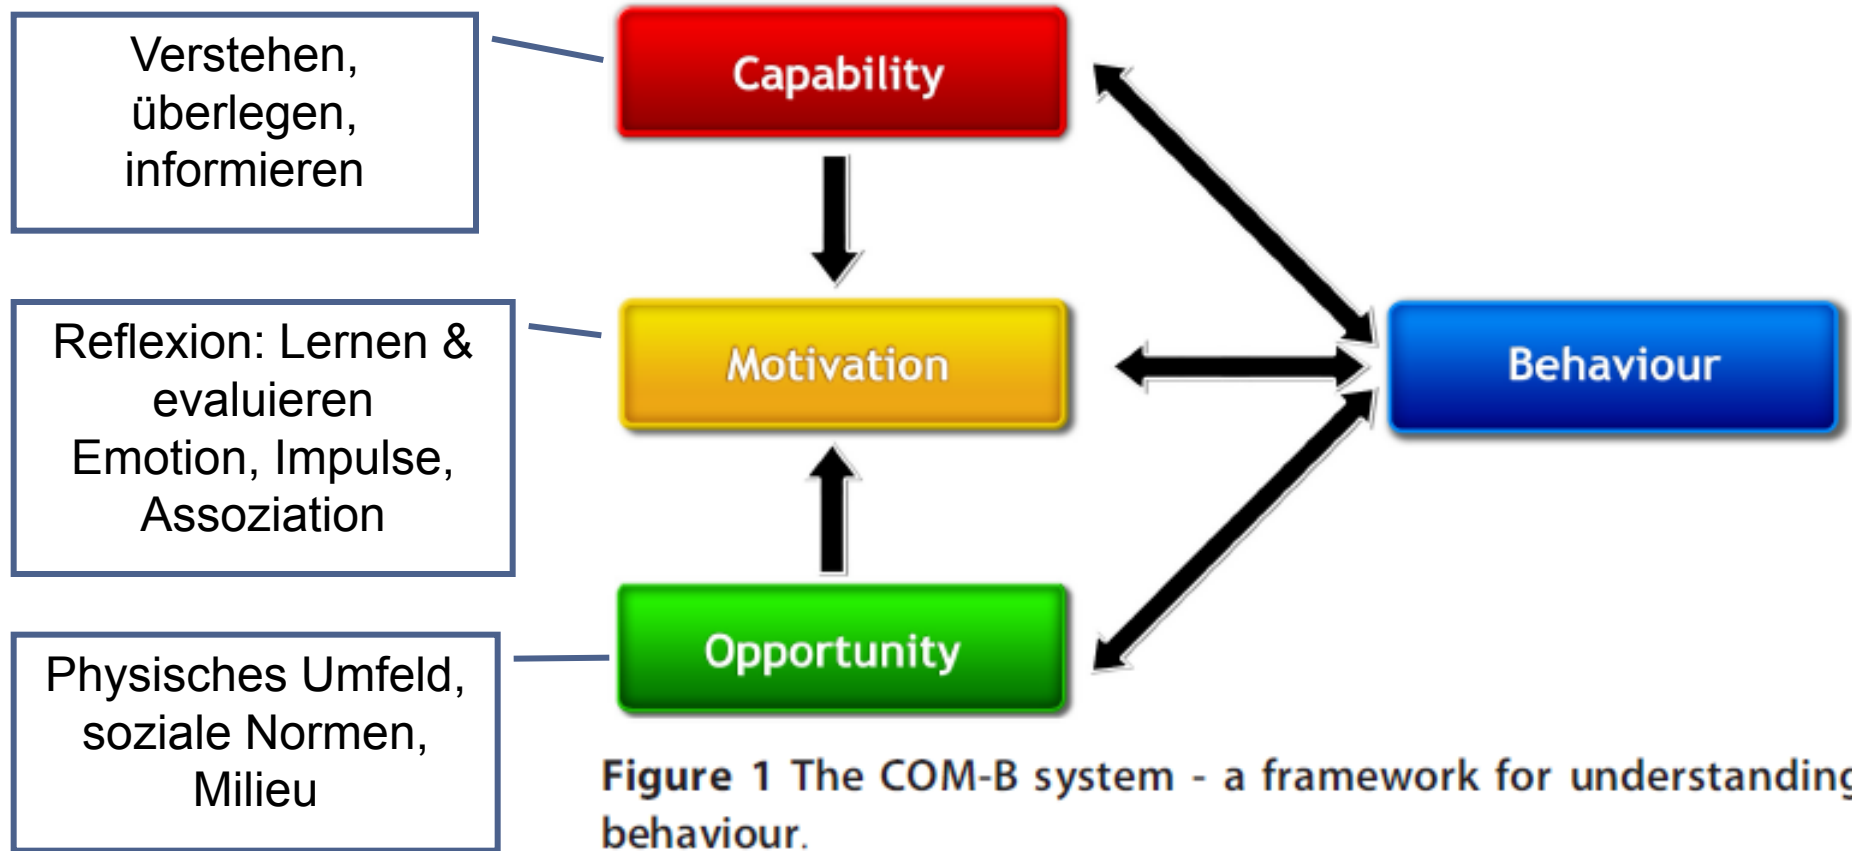 Verstehen,
überlegen,
informieren
Capability
Reflexion: Lernen &
evaluieren
Emotion, Impulse,
Assoziation
Motivation
Behaviour
Physisches Umfeld,
soziale Normen,
Milieu
Opportunity
Figure 1 The COM-B system - a framework for understanding
behaviour.